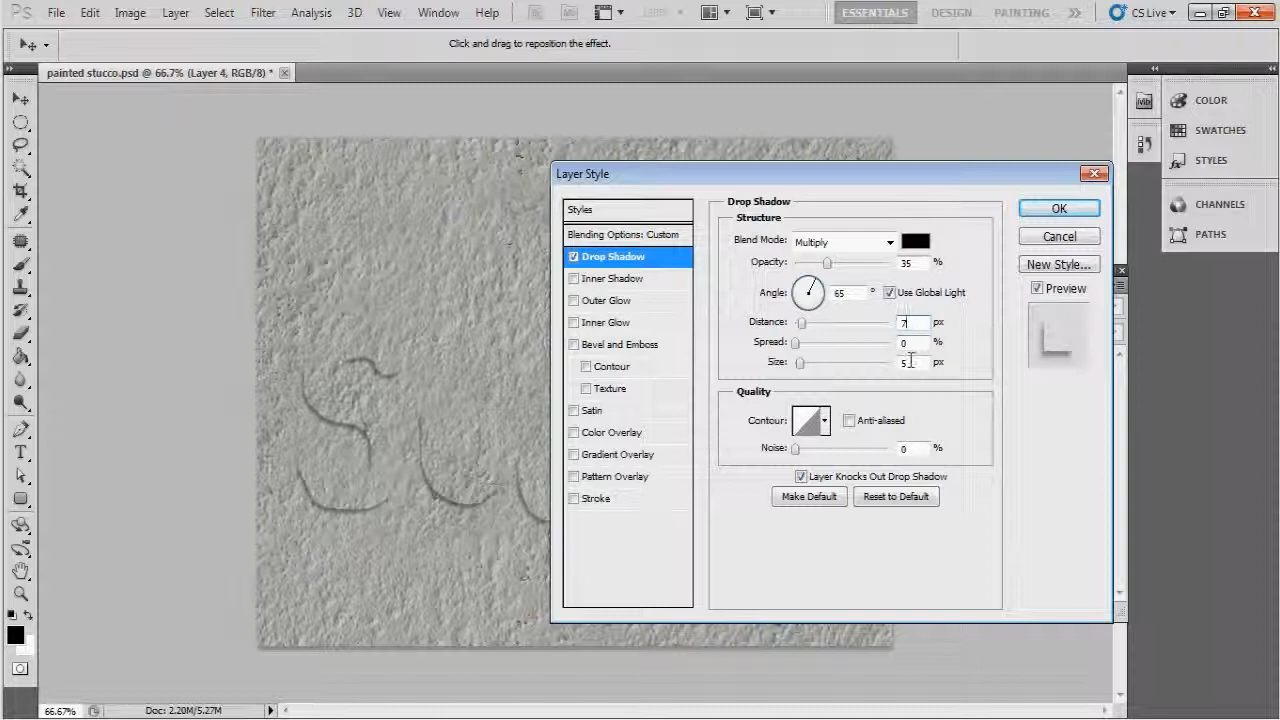 PS File Edit Image Layer Select Filter Analysis 3D View Window Help ESSENTIALS DESIGN PAINTING CS Live
Click and drag to reposition the effect.
painted stucco.psd @ 66.7% (Layer 4, RGB/8) *
Mb
COLOR
SWATCHES
STYLES
CHANNELS
PATHS
Layer Style
Styles
Blending Options: Custom
Drop Shadow
Inner Shadow
Outer Glow
Inner Glow
Bevel and Emboss
Contour
Texture
Satin
Color Overlay
Gradient Overlay
Pattern Overlay
Stroke
Drop Shadow
Structure
Blend Mode: Multiply
Opacity: 35 %
Angle: 65 ° Use Global Light
Distance: 7 px
Spread: 0 %
Size: 5 px
Quality
Contour: Anti-aliased
Noise: 0 %
Layer Knocks Out Drop Shadow
Make Default Reset to Default
OK
Cancel
New Style...
Preview
66.67% Doc: 2.20M/5.27M